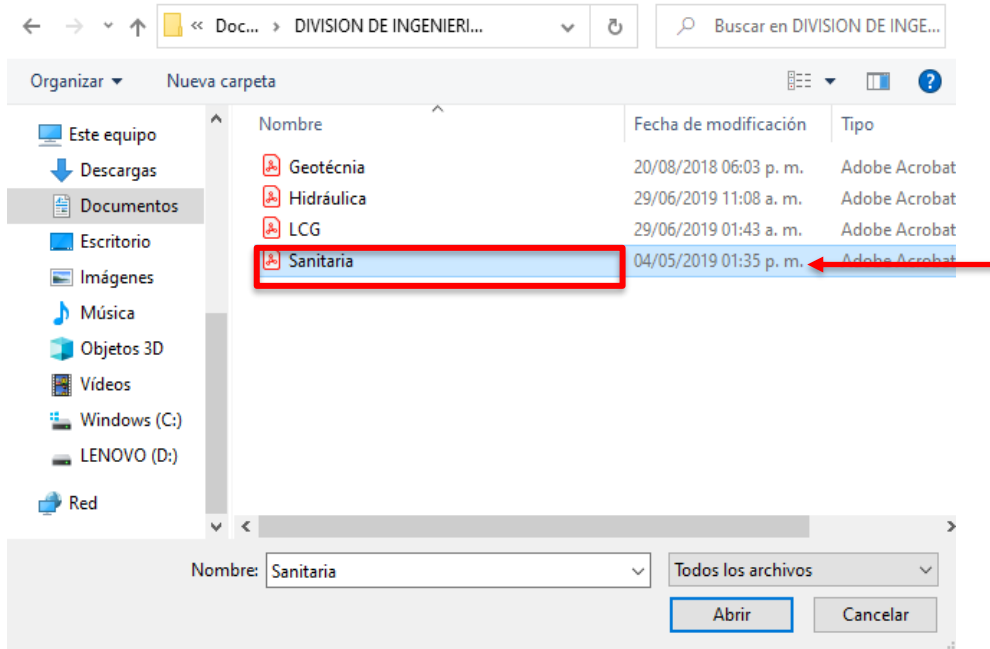 « Doc... › DIVISION DE INGENIERI...
Buscar en DIVISION DE INGE...
Organizar
Nueva carpeta
?
Nombre
Fecha de modificación
Tipo
Este equipo
Descargas
Documentos
Escritorio
Imágenes
Música
Objetos 3D
Vídeos
Windows (C:)
LENOVO (D:)
Red
Geotécnia 20/08/2018 06:03 p. m. Adobe Acrobat
Hidráulica 29/06/2019 11:08 a. m. Adobe Acrobat
LCG 29/06/2019 01:43 a. m. Adobe Acrobat
Sanitaria 04/05/2019 01:35 p. m. Adobe Acrobat
Nombre: Sanitaria
Todos los archivos
Abrir
Cancelar